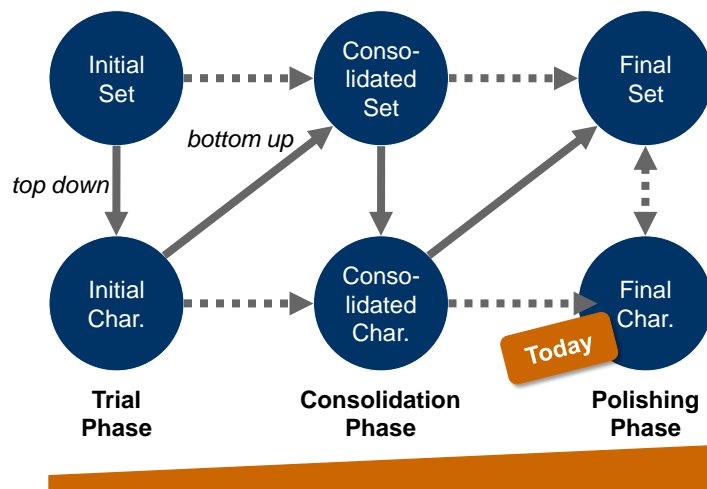 Initial
Set
Conso-
lidated
Set
Final
Set
bottom up
top down
Initial
Char.
Conso-
lidated
Char.
Final
Char.
Today
Trial
Phase
Consolidation
Phase
Polishing
Phase